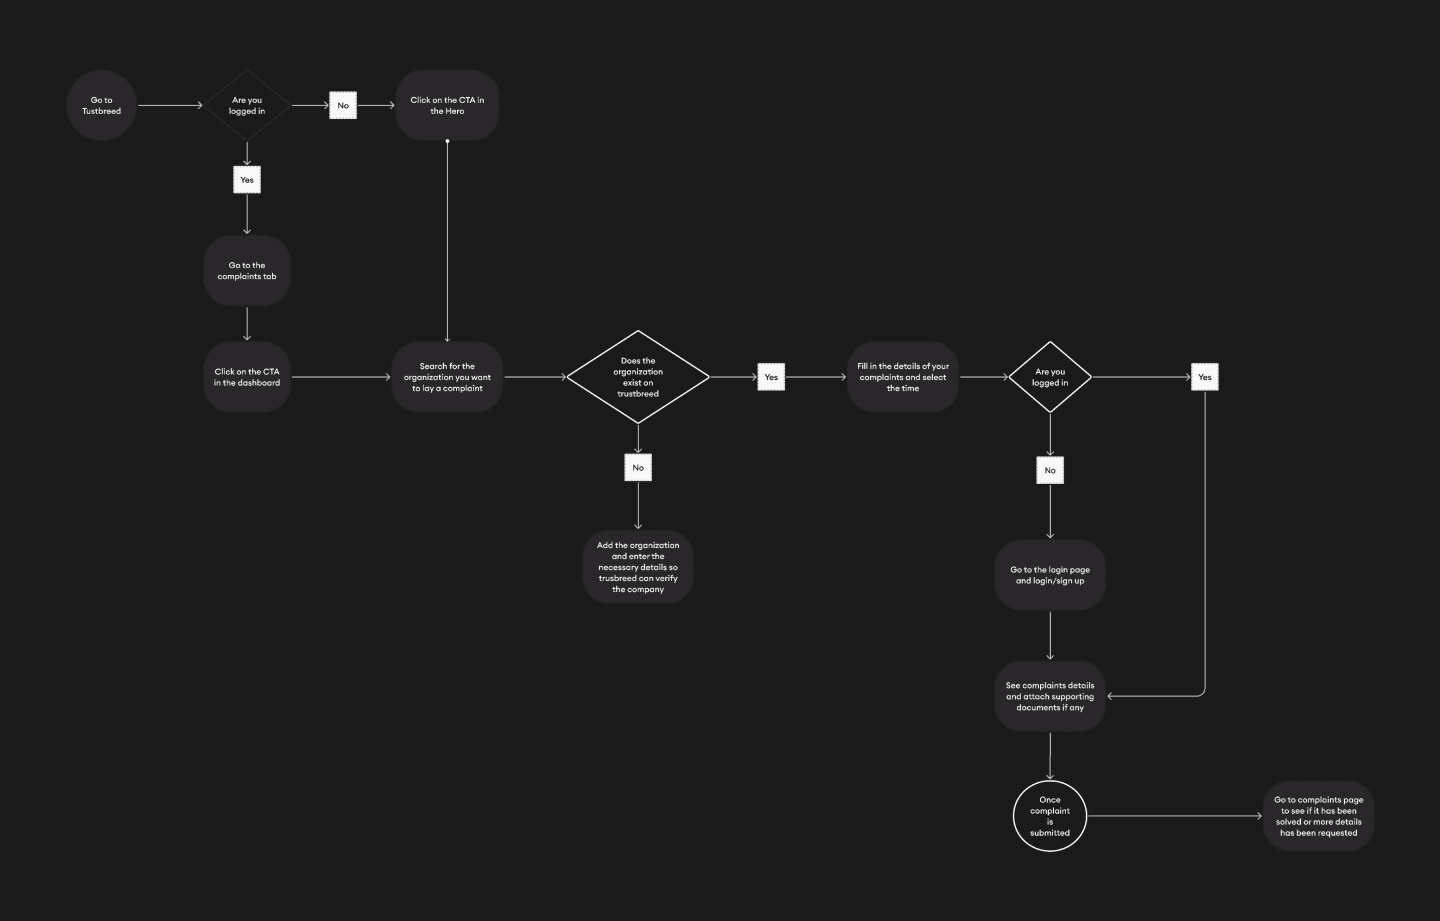 Go to
Tustbreed
Are you
logged in
No
Click on the CTA in
the Hero
Yes
Go to the
complaints tab
Click on the CTA
in the dashboard
Search for the
organization you want
to lay a complaint
Does the
organization
exist on
trustbreed
Yes
Fill in the details of your
complaints and select
the time
Are you
logged in
Yes
No
No
Add the organization
and enter the
necessary details so
trusbreed can verify
the company
Go to the login page
and login/sign up
See complaints details
and attach supporting
documents if any
Once
complaint
is
submitted
Go to complaints page
to see if it has been
solved or more details
has been requested